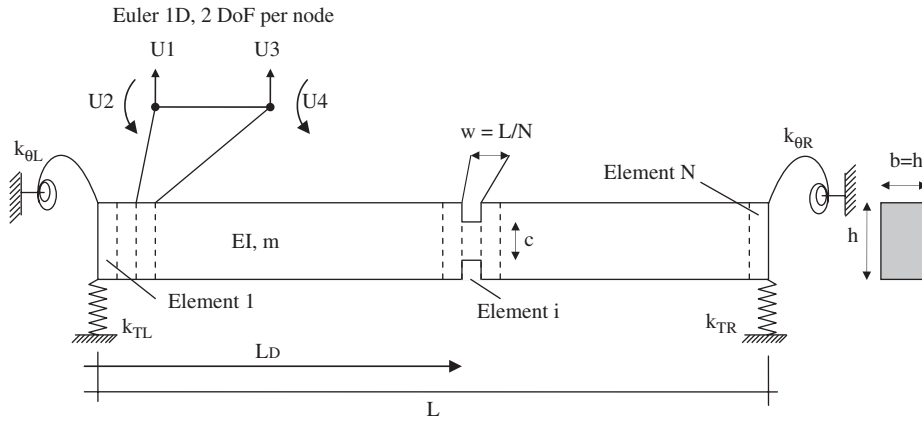 Euler 1D, 2 DoF per node
U1
U3
U2
U4
w = L/N
kθL
kθR
Element N
b=h
EI, m
c
h
Element 1
Element i
kTL
kTR
LD
L